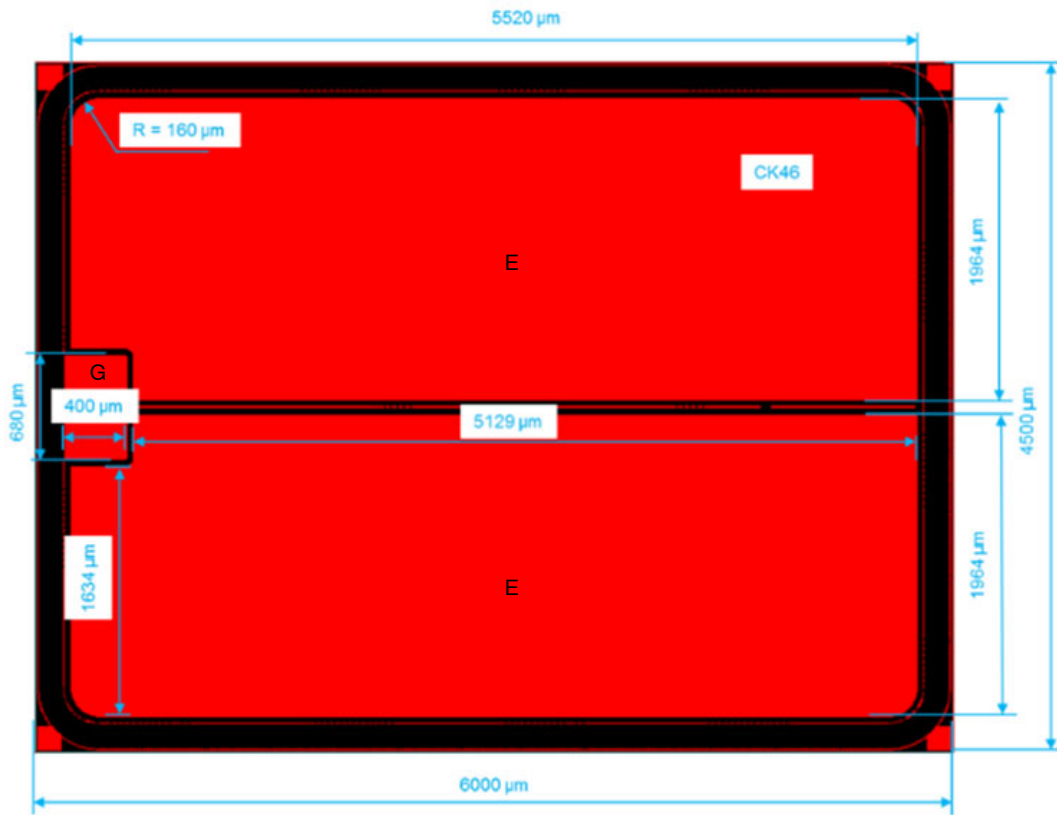 5520 µm
R = 160 µm
CK46
E
1964 µm
G
680 µm
400 µm
5129 µm
4500 µm
1634 µm
E
1964 µm
6000 µm